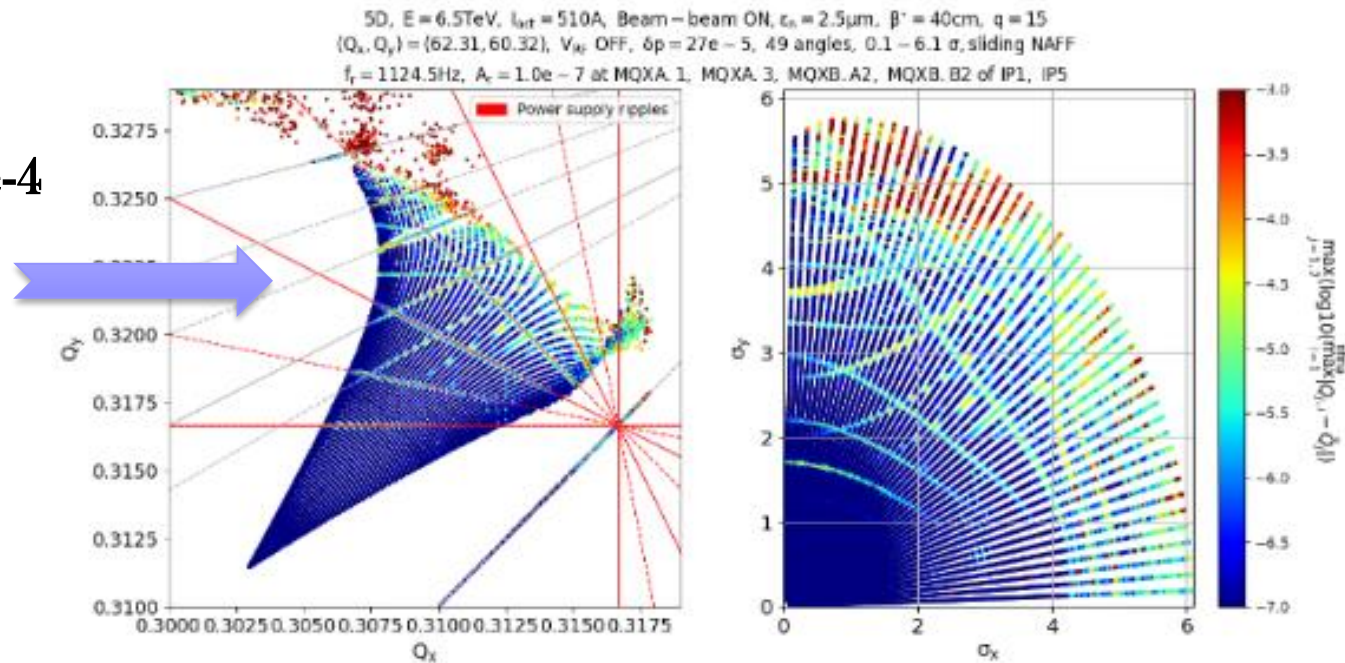 5D, E = 6.5TeV, I_oct = 510A, Beam − beam ON, ε_n = 2.5μm, β* = 40cm, q = 15
(Q_x, Q_y) = (62.31, 60.32), V_RF OFF, δp = 27e − 5, 49 angles, 0.1 − 6.1 σ, sliding NAFF
f_r = 1124.5Hz, A_r = 1.0e − 7 at MQXA.1, MQXA.3, MQXB.A2, MQXB.B2 of IP1, IP5
Power supply ripples
-4
0.3275
0.3250
0.3200
0.3175
0.3150
0.3125
0.3100
Q_y
0.3000 0.3025 0.3050 0.3075 0.3100 0.3125 0.3150 0.3175
Q_x
6
5
4
3
2
1
0
σ_y
0 2 4 6
σ_x
−3.0
−3.5
−4.0
−4.5
−5.0
−5.5
−6.0
−6.5
−7.0